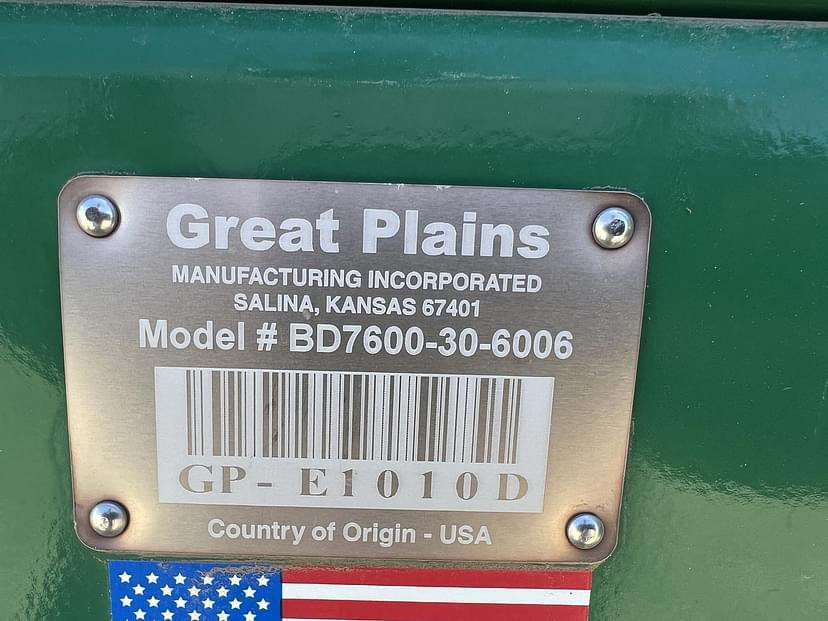 Great Plains
MANUFACTURING INCORPORATED
SALINA, KANSAS 67401
Model # BD7600-30-6006
GP- E1010D
Country of Origin - USA